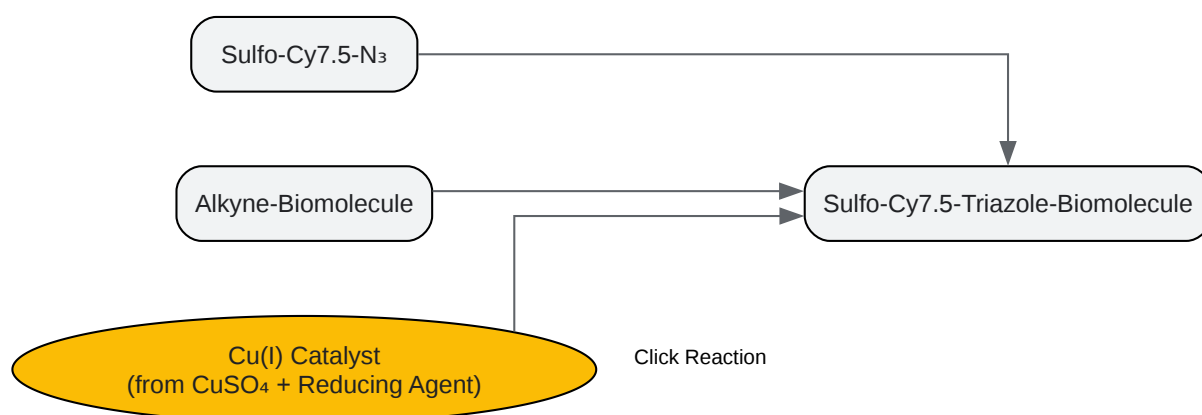 Sulfo-Cy7.5-N₃
Alkyne-Biomolecule
Sulfo-Cy7.5-Triazole-Biomolecule
Cu(I) Catalyst
(from CuSO₄ + Reducing Agent)
Click Reaction